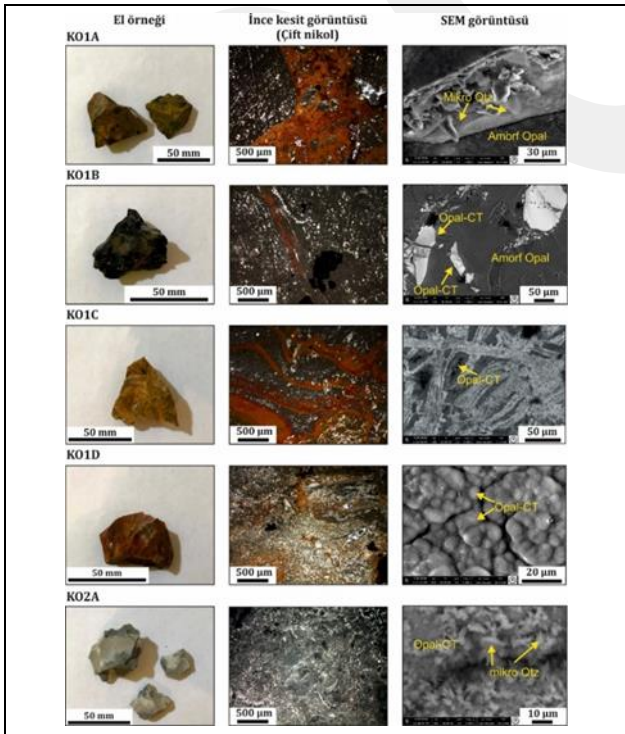 El örneği
İnce kesit görüntüsü
(Çift nikol)
SEM görüntüsü
KO1A
50 mm
500 µm
Mikro Qtz
Amorf Opal
30 µm
KO1B
50 mm
500 µm
Opal-CT
Amorf Opal
Opal-CT
50 µm
KO1C
50 mm
500 µm
Opal-CT
50 µm
KO1D
50 mm
500 µm
Opal-CT
20 µm
KO2A
50 mm
500 µm
Opal-CT
mikro Qtz
10 µm